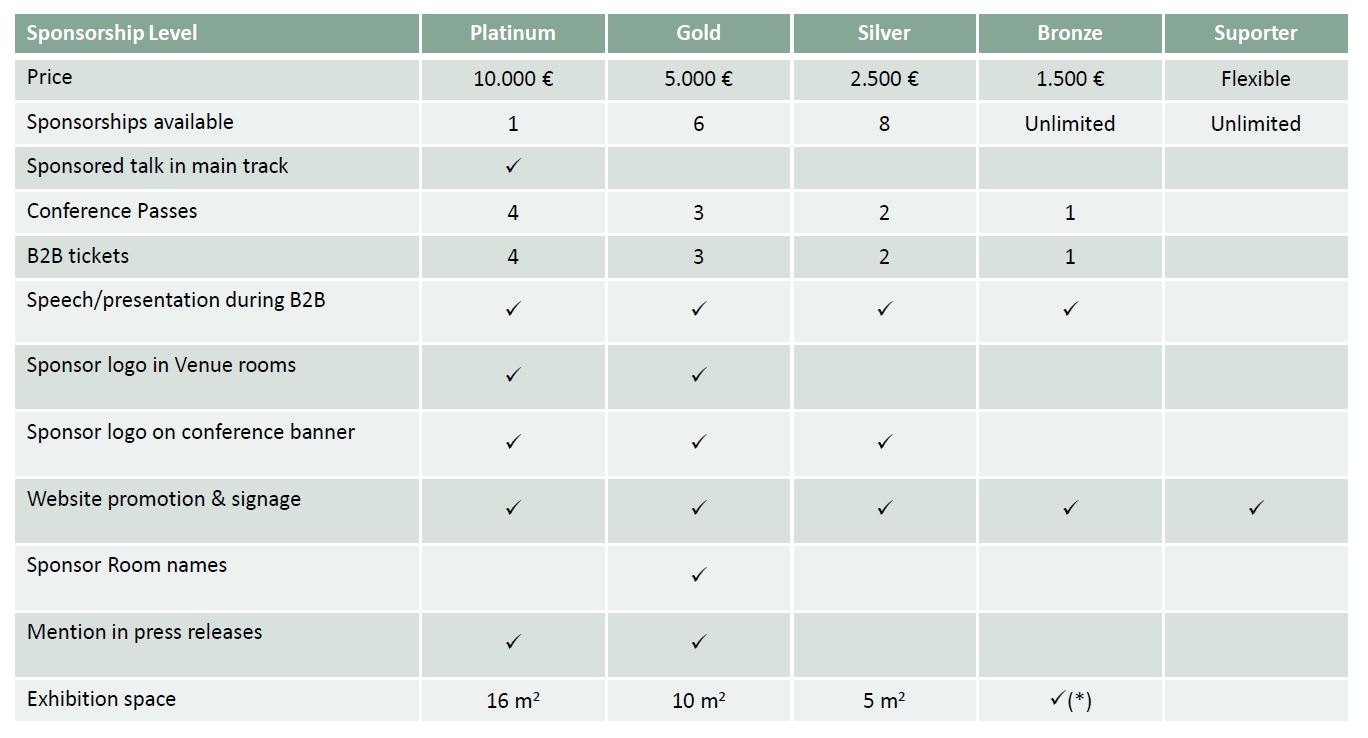 Sponsorship Level Platinum Gold Silver Bronze Suporter
Price 10.000 € 5.000 € 2.500 € 1.500 € Flexible
Sponsorships available 1 6 8 Unlimited Unlimited
Sponsored talk in main track ✓
Conference Passes 4 3 2 1
B2B tickets 4 3 2 1
Speech/presentation during B2B ✓ ✓ ✓ ✓
Sponsor logo in Venue rooms ✓ ✓
Sponsor logo on conference banner ✓ ✓ ✓
Website promotion & signage ✓ ✓ ✓ ✓ ✓
Sponsor Room names ✓
Mention in press releases ✓ ✓
Exhibition space 16 m² 10 m² 5 m² ✓(*)